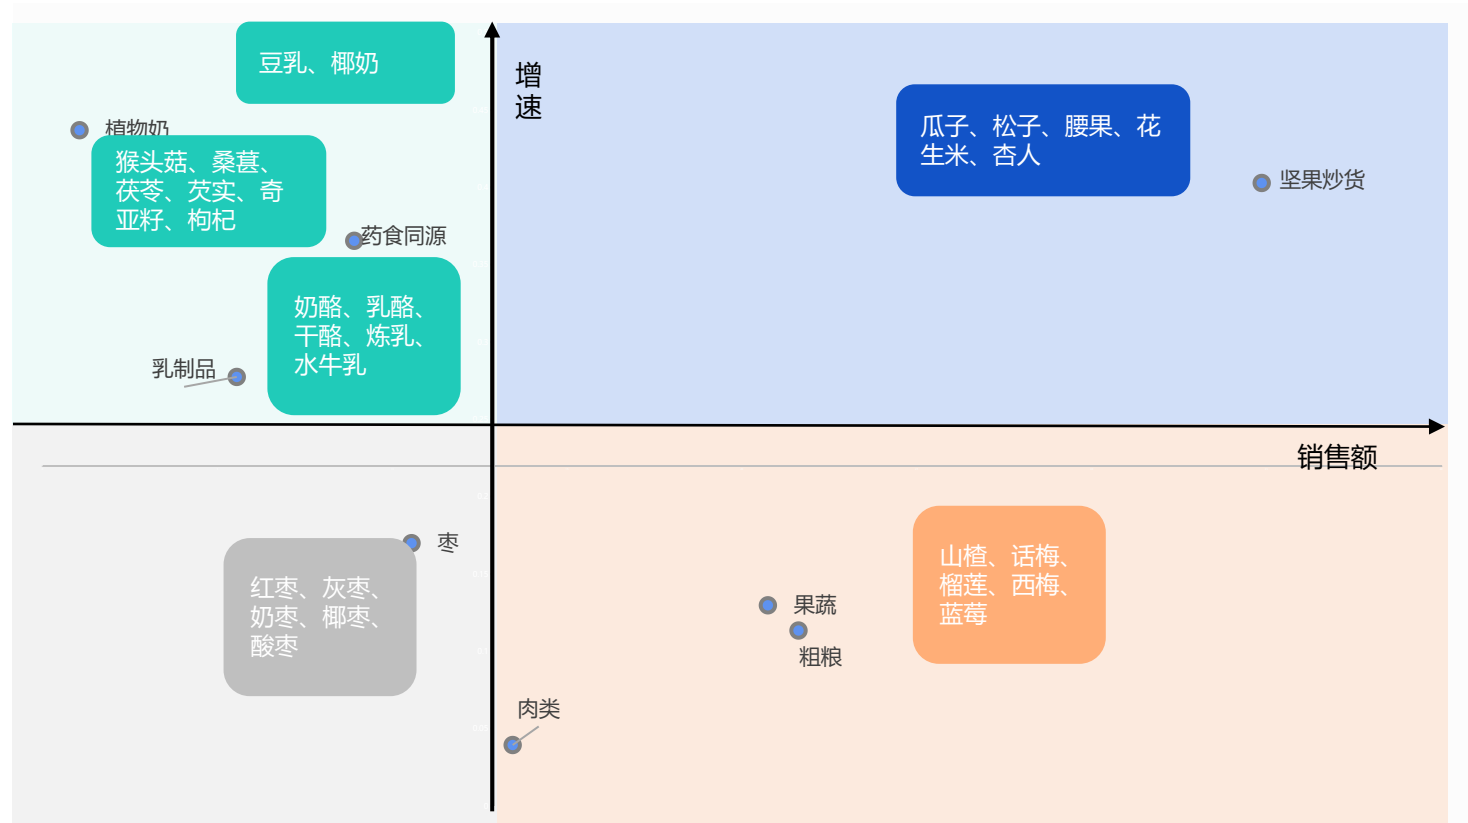 豆乳、椰奶
增
速
植物奶
猴头菇、桑葚、
茯苓、芡实、奇
亚籽、枸杞
药食同源
瓜子、松子、腰果、花
生米、杏人
坚果炒货
奶酪、乳酪、
干酪、炼乳、
水牛乳
乳制品
销售额
枣
红枣、灰枣、
奶枣、椰枣、
酸枣
山楂、话梅、
榴莲、西梅、
蓝莓
果蔬
粗粮
肉类